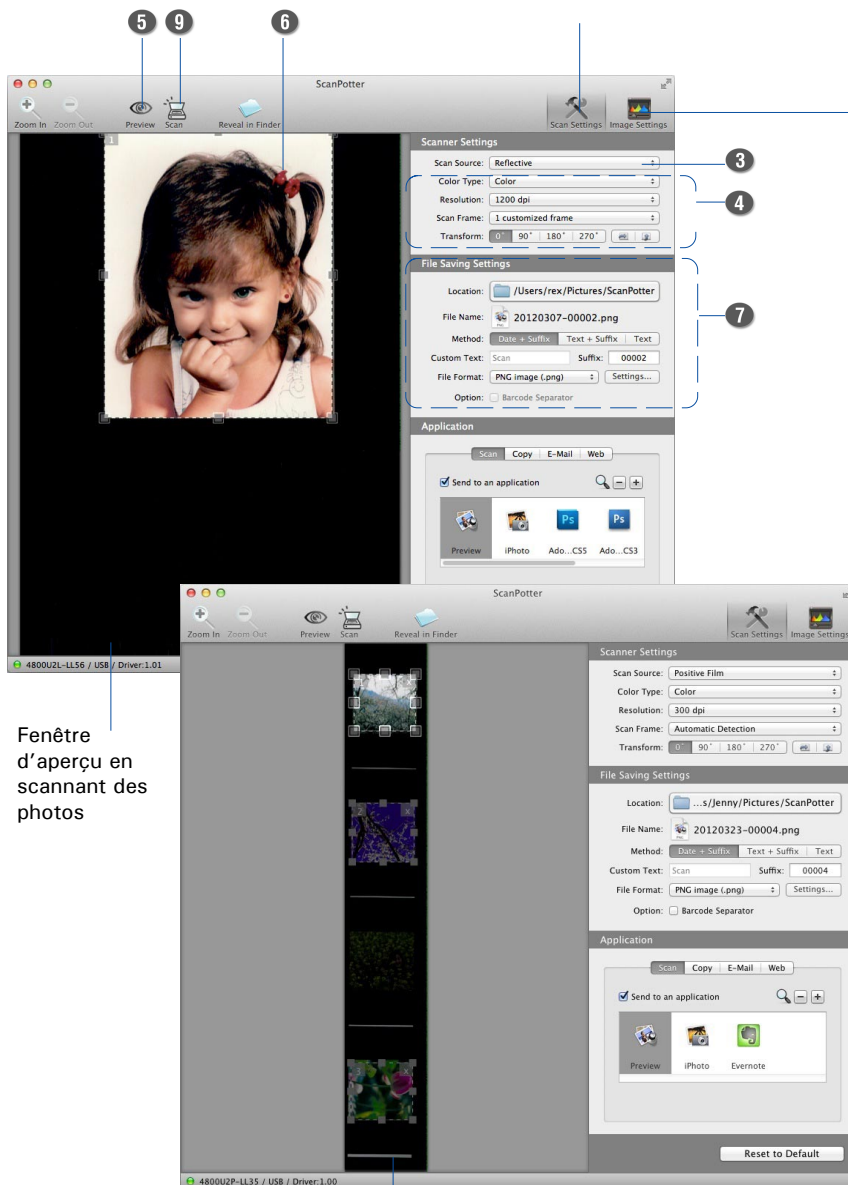 5 9 6
ScanPotter
Zoom In Zoom Out Preview Scan Reveal in Finder Scan Settings Image Settings
1
Scanner Settings
Scan Source: Reflective
3
Color Type: Color
Resolution: 1200 dpi
4
Scan Frame: 1 customized frame
Transform: 0° 90° 180° 270°
File Saving Settings
Location: /Users/rex/Pictures/ScanPotter
File Name: 20120307-00002.png
7
Method: Date + Suffix Text + Suffix Text
Custom Text: Scan Suffix: 00002
File Format: PNG image (.png) Settings...
Option: Barcode Separator
Application
Scan Copy E-Mail Web
Send to an application
Ps Ps
Preview iPhoto Ado...CS5 Ado...CS3
4800U2L-LL56 / USB / Driver:1.01
Fenêtre
d’aperçu en
scannant des
photos
ScanPotter
Zoom In Zoom Out Preview Scan Reveal in Finder Scan Settings Image Settings
Scanner Settings
Scan Source: Positive Film
Color Type: Color
Resolution: 300 dpi
Scan Frame: Automatic Detection
Transform: 0° 90° 180° 270°
File Saving Settings
Location: ...s/Jenny/Pictures/ScanPotter
File Name: 20120323-00004.png
Method: Date + Suffix Text + Suffix Text
Custom Text: Scan Suffix: 00004
File Format: PNG image (.png) Settings...
Option: Barcode Separator
Application
Scan Copy E-Mail Web
Send to an application
Preview iPhoto Evernote
Reset to Default
2 x
4800U2P-LL35 / USB / Driver:1.00